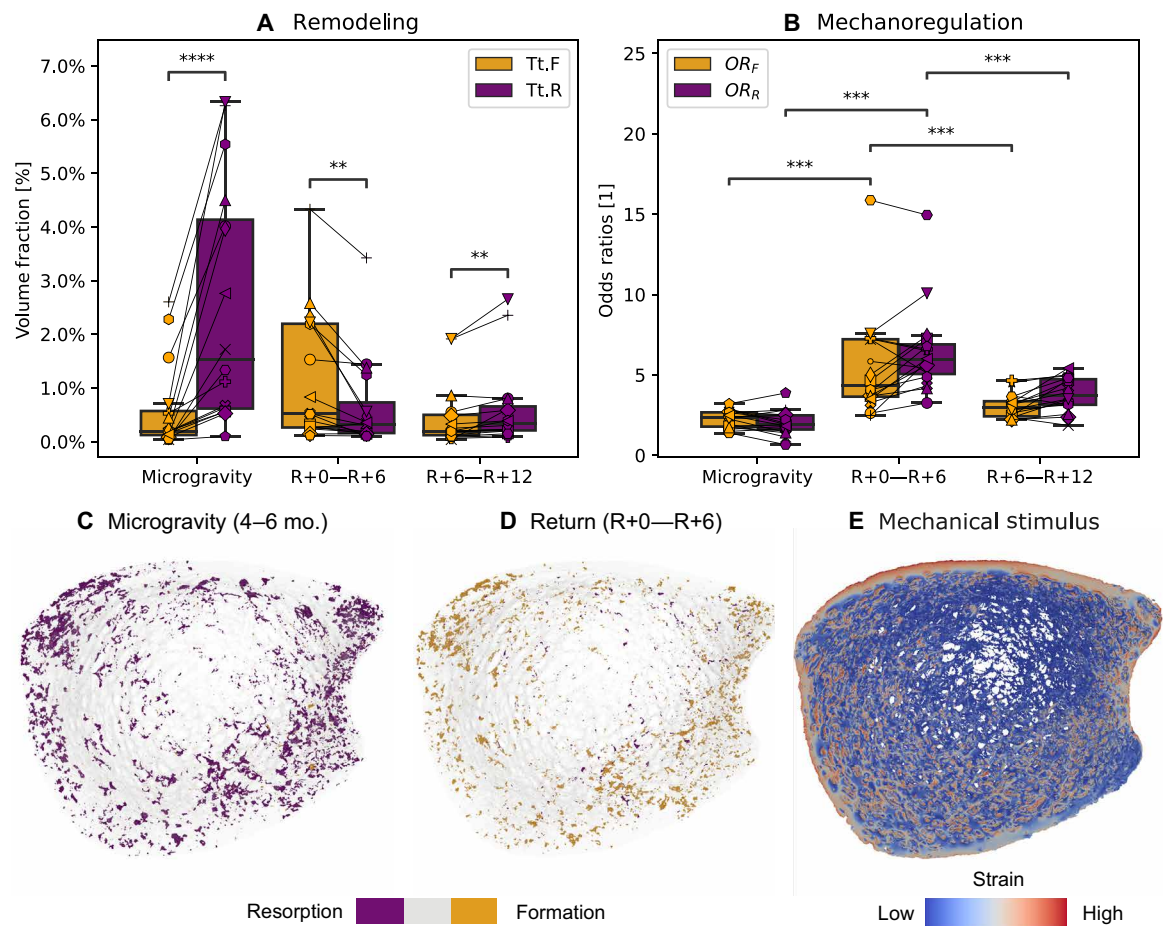 A Remodeling
B Mechanoregulation
Volume fraction [%]
7.0%
6.0%
5.0%
4.0%
3.0%
2.0%
1.0%
0.0%
****
**
**
Tt.F
Tt.R
Microgravity
R+0—R+6
R+6—R+12
Odds ratios [1]
25
20
15
10
5
0
OR_F
OR_R
***
***
***
***
Microgravity
R+0—R+6
R+6—R+12
C Microgravity (4–6 mo.)
D Return (R+0—R+6)
E Mechanical stimulus
Resorption
Formation
Strain
Low
High